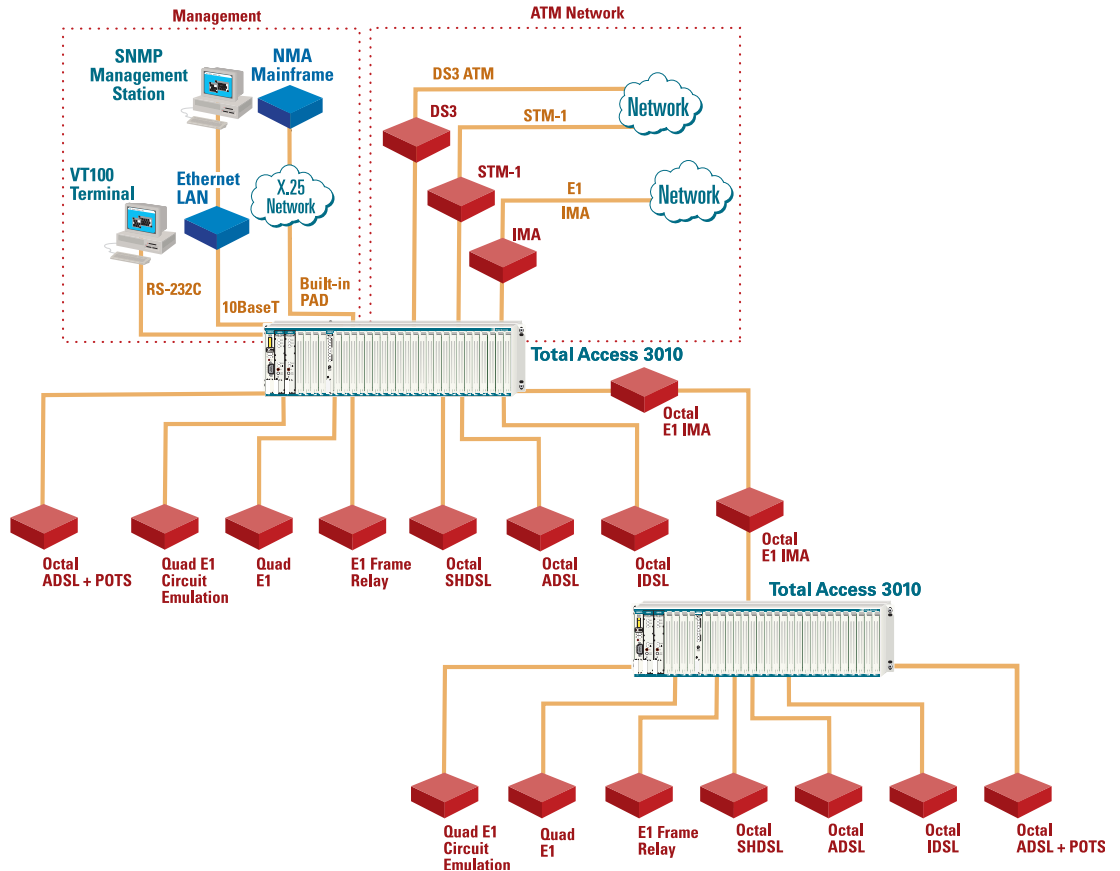 Management
ATM Network
SNMP
Management
Station
NMA
Mainframe
DS3 ATM
DS3
Network
STM-1
VT100
Terminal
Ethernet
LAN
X.25
Network
STM-1
E1
IMA
Network
IMA
RS-232C
10BaseT
Built-in
PAD
Total Access 3010
Octal
E1 IMA
Octal
E1 IMA
Octal
ADSL + POTS
Quad E1
Circuit
Emulation
Quad
E1
E1 Frame
Relay
Octal
SHDSL
Octal
ADSL
Octal
IDSL
Total Access 3010
Quad E1
Circuit
Emulation
Quad
E1
E1 Frame
Relay
Octal
SHDSL
Octal
ADSL
Octal
IDSL
Octal
ADSL + POTS